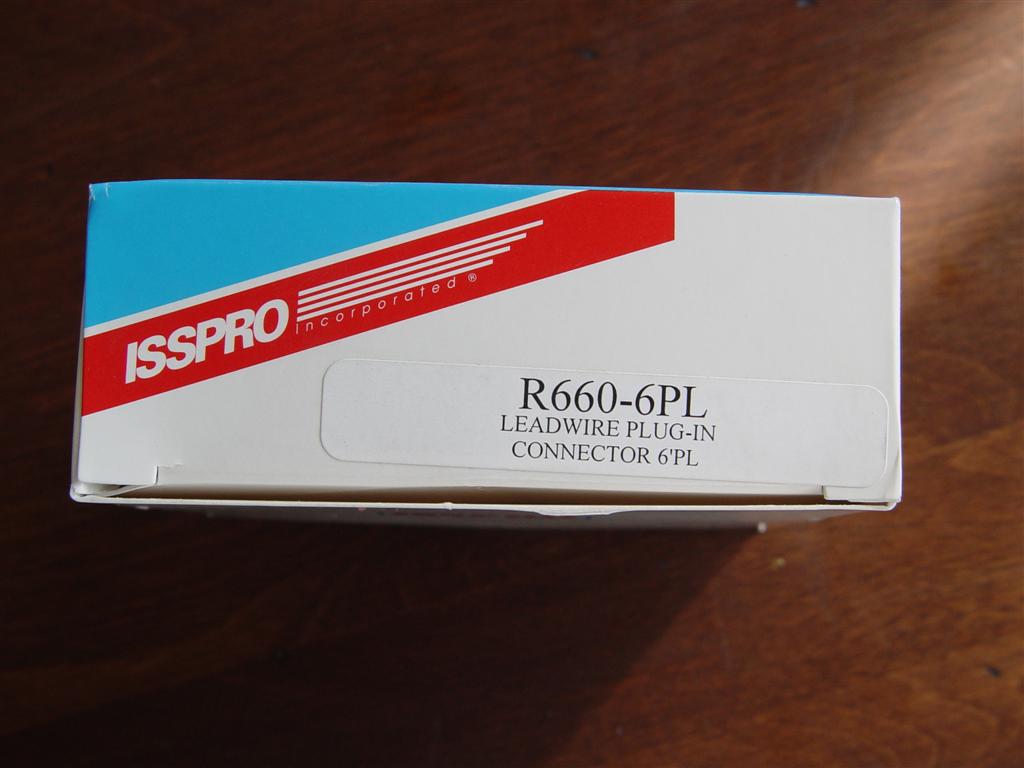 ISSPRO
Incorporated ®
R660-6PL
LEADWIRE PLUG-IN
CONNECTOR 6'PL